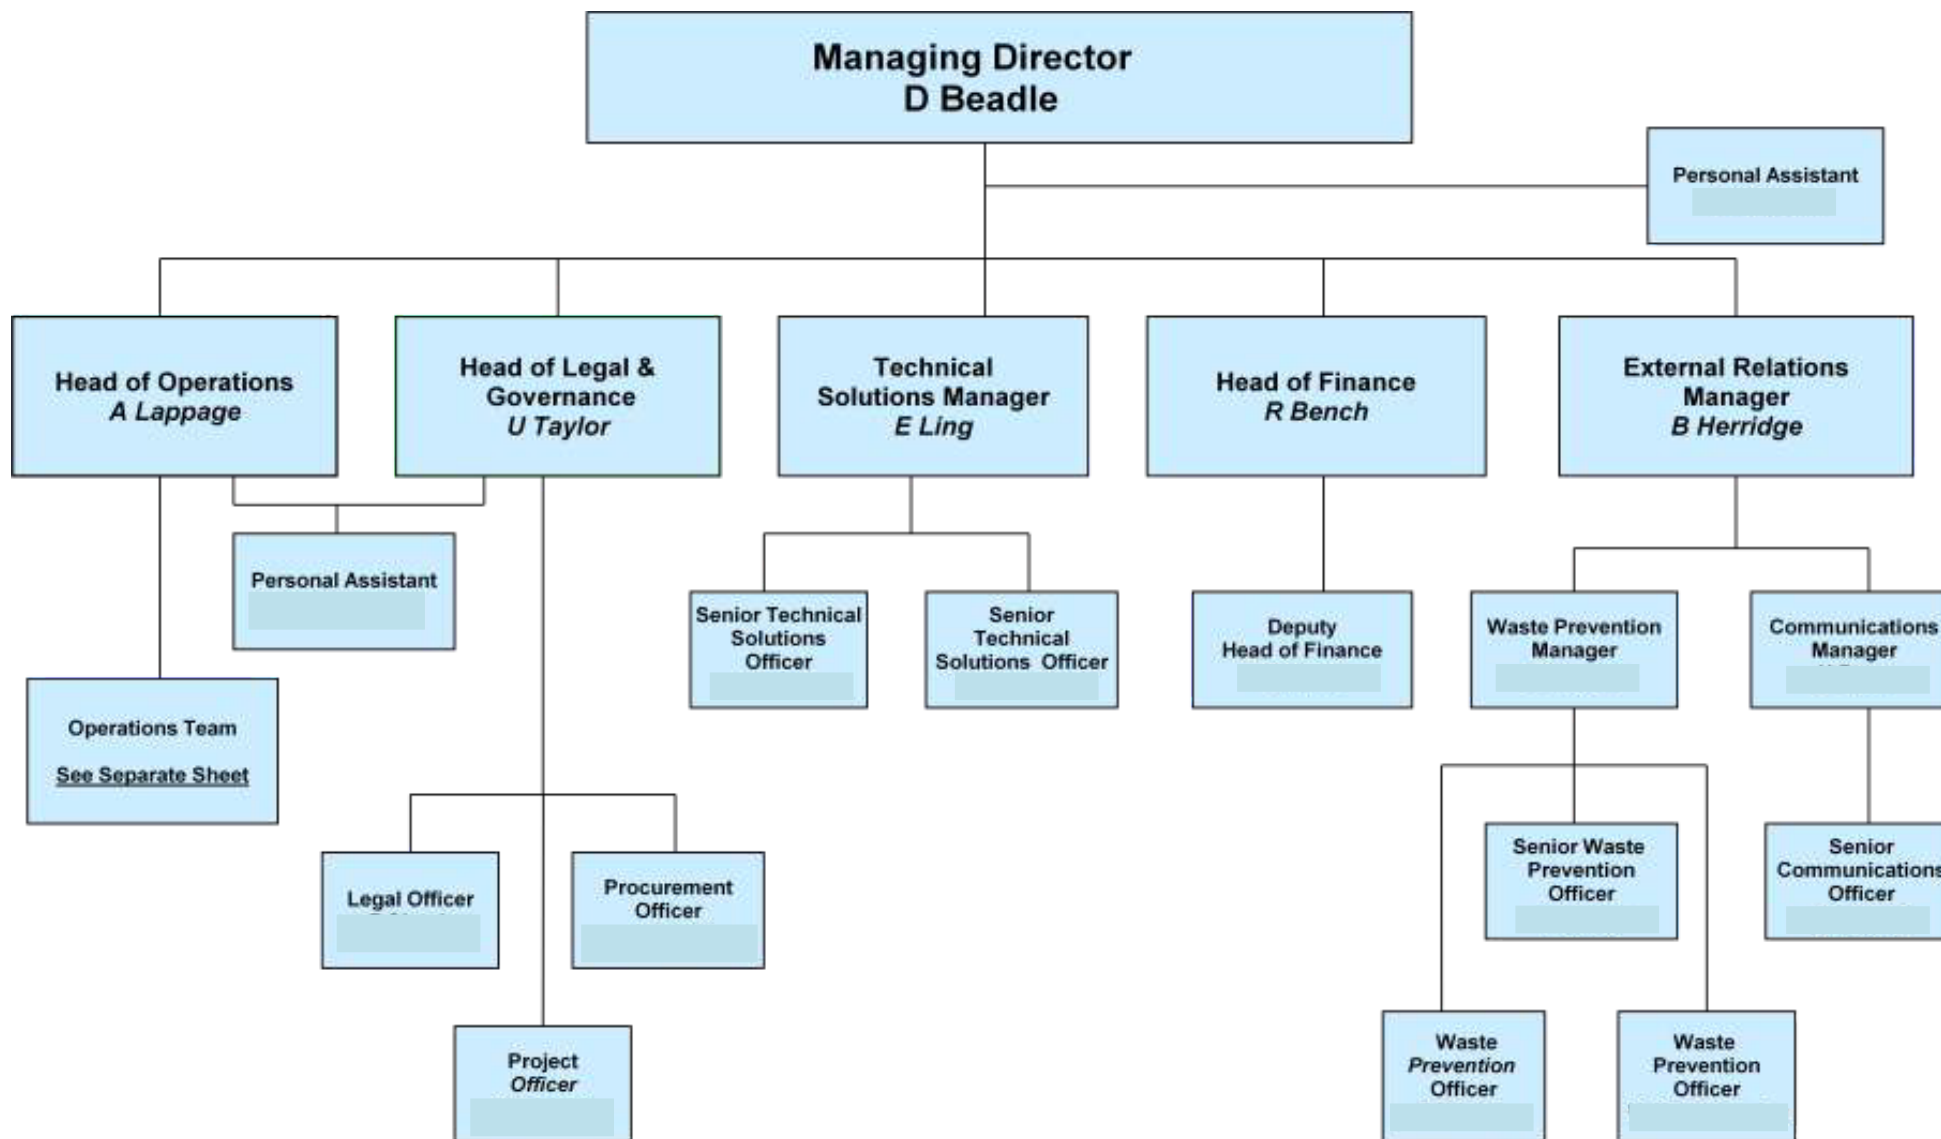 Managing Director
D Beadle
Personal Assistant
Head of Operations
A Lappage
Head of Legal &
Governance
U Taylor
Technical
Solutions Manager
E Ling
Head of Finance
R Bench
External Relations
Manager
B Herridge
Personal Assistant
Senior Technical
Solutions
Officer
Senior
Technical
Solutions Officer
Deputy
Head of Finance
Waste Prevention
Manager
Communications
Manager
Operations Team
See Separate Sheet
Legal Officer
Procurement
Officer
Senior Waste
Prevention
Officer
Senior
Communications
Officer
Project
Officer
Waste
Prevention
Officer
Waste
Prevention
Officer